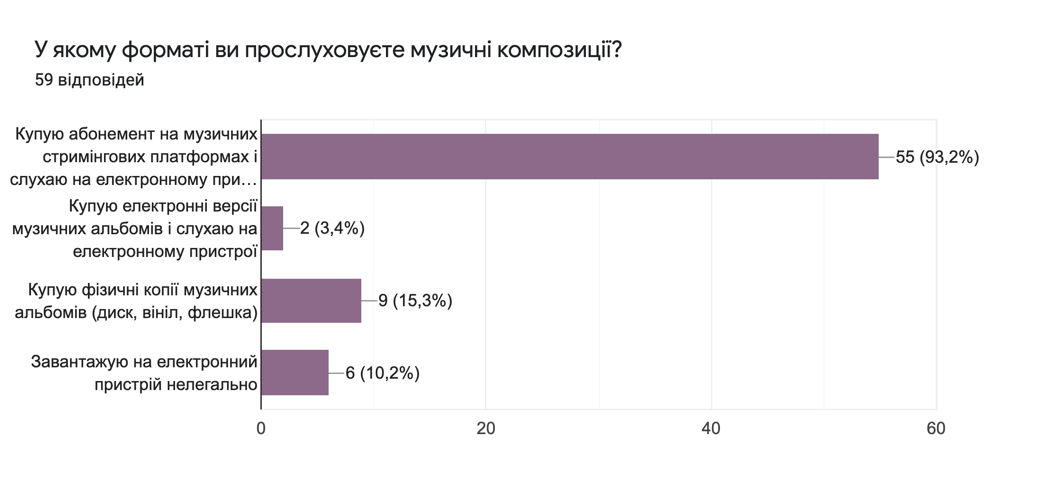 У якому форматі ви прослуховуєте музичні композиції?
59 відповідей
Купую абонемент на музичних
стримінгових платформах і
слухаю на електронному при…
55 (93,2%)
Купую електронні версії
музичних альбомів і слухаю на
електронному пристрої
2 (3,4%)
Купую фізичні копії музичних
альбомів (диск, вініл, флешка)
9 (15,3%)
Завантажую на електронний
пристрій нелегально
6 (10,2%)
0 20 40 60